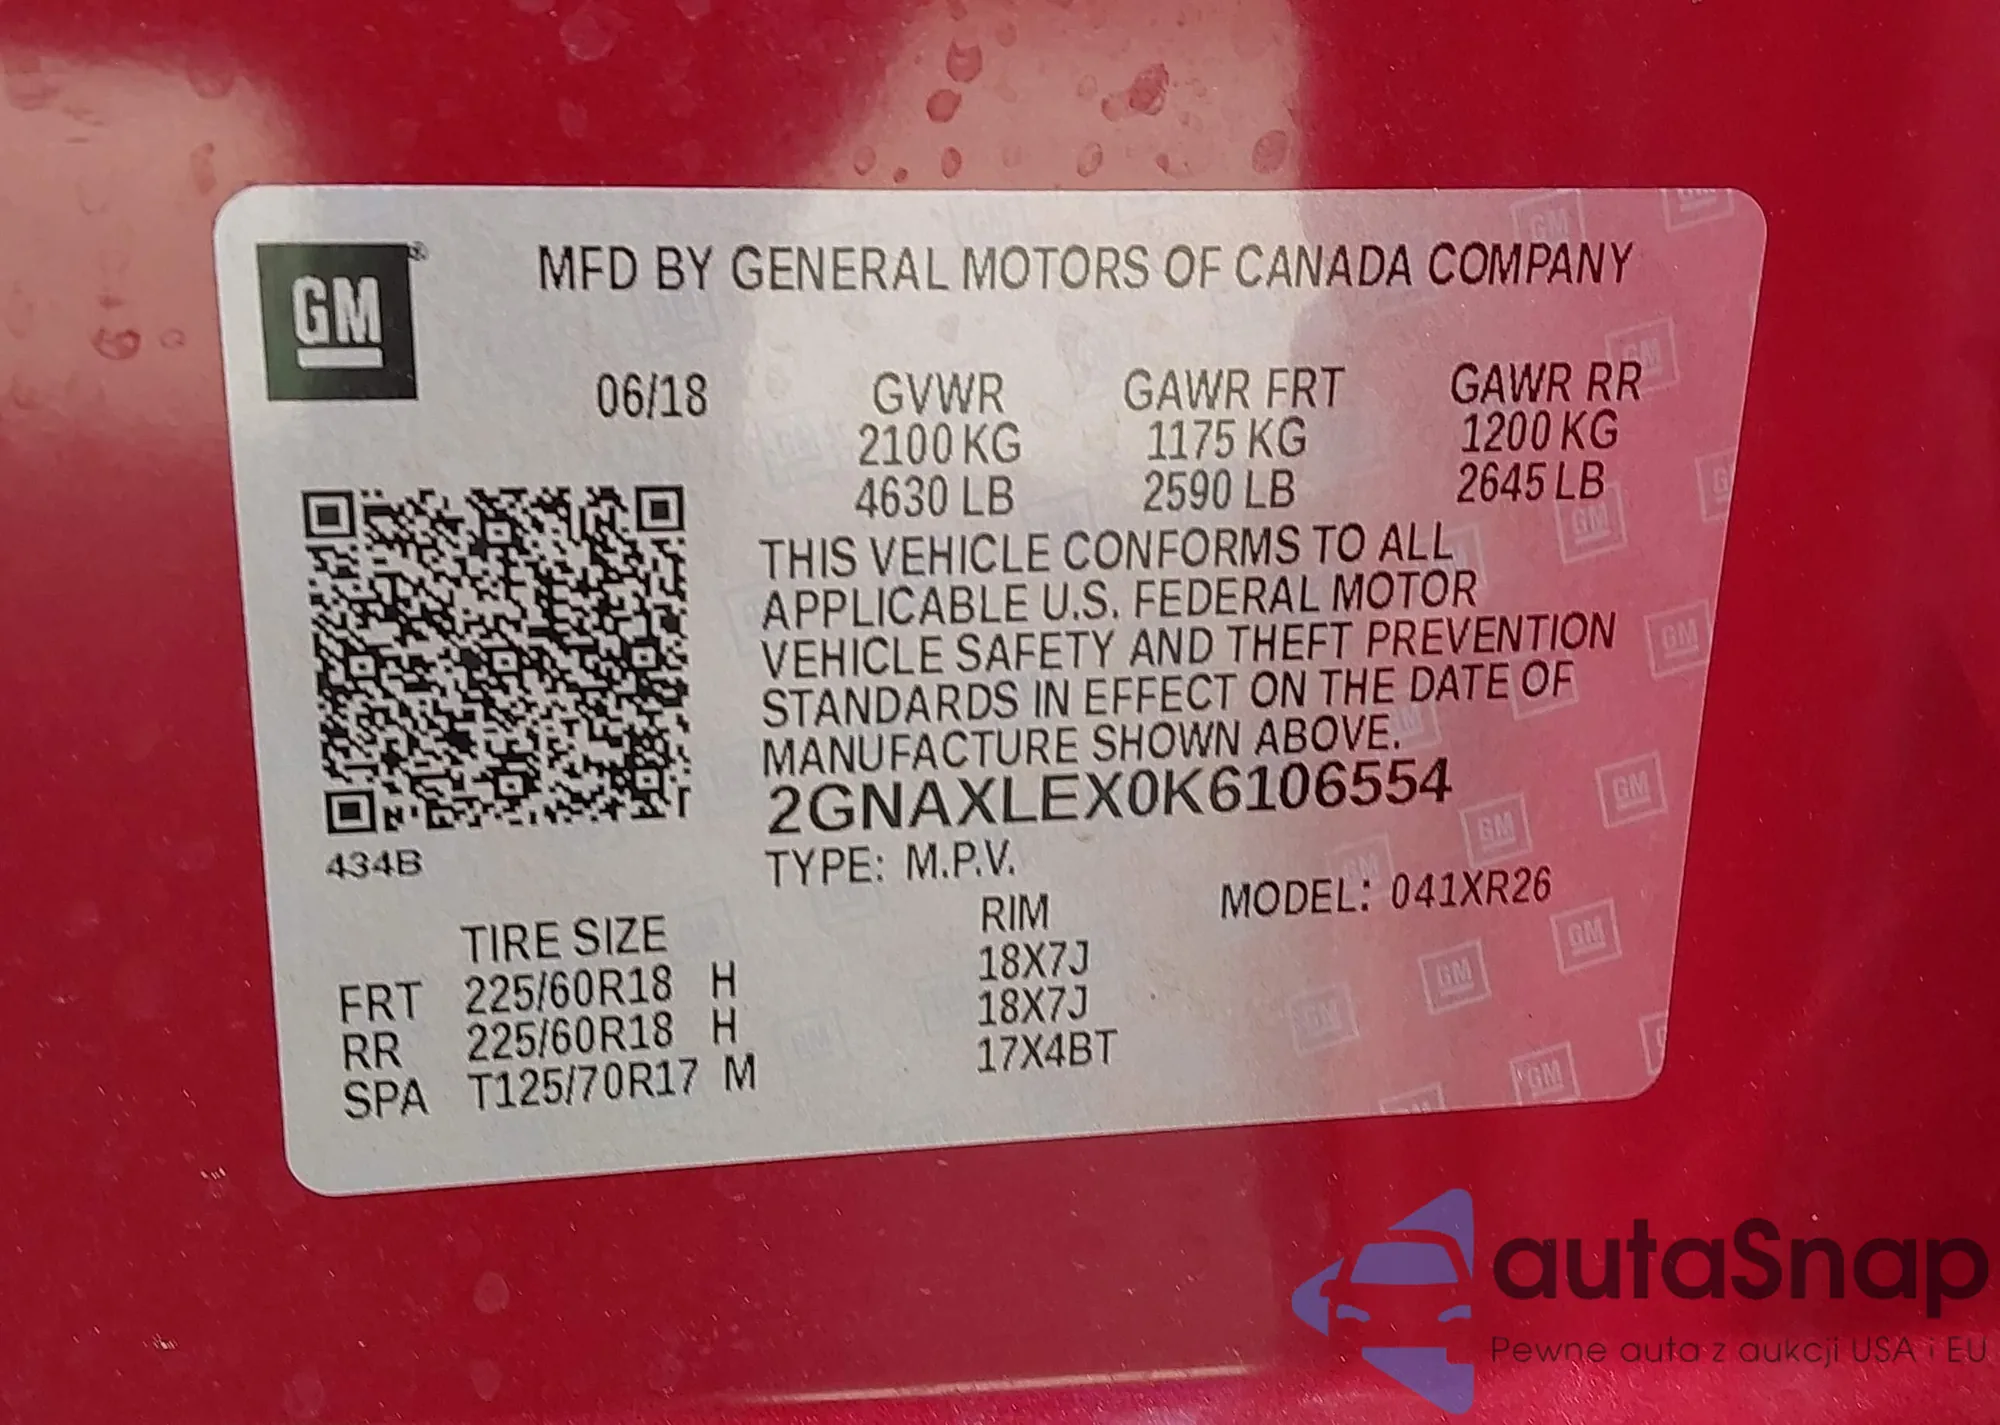 GM
®
MFD BY GENERAL MOTORS OF CANADA COMPANY
06/18 GVWR GAWR FRT GAWR RR
2100 KG 1175 KG 1200 KG
4630 LB 2590 LB 2645 LB
THIS VEHICLE CONFORMS TO ALL
APPLICABLE U.S. FEDERAL MOTOR
VEHICLE SAFETY AND THEFT PREVENTION
STANDARDS IN EFFECT ON THE DATE OF
MANUFACTURE SHOWN ABOVE.
2GNAXLEX0K6106554
434B
TYPE: M.P.V. MODEL: 041XR26
TIRE SIZE RIM
FRT 225/60R18 H 18X7J
RR 225/60R18 H 18X7J
SPA T125/70R17 M 17X4BT
autaSnap
Pewne auta z aukcji USA i EU